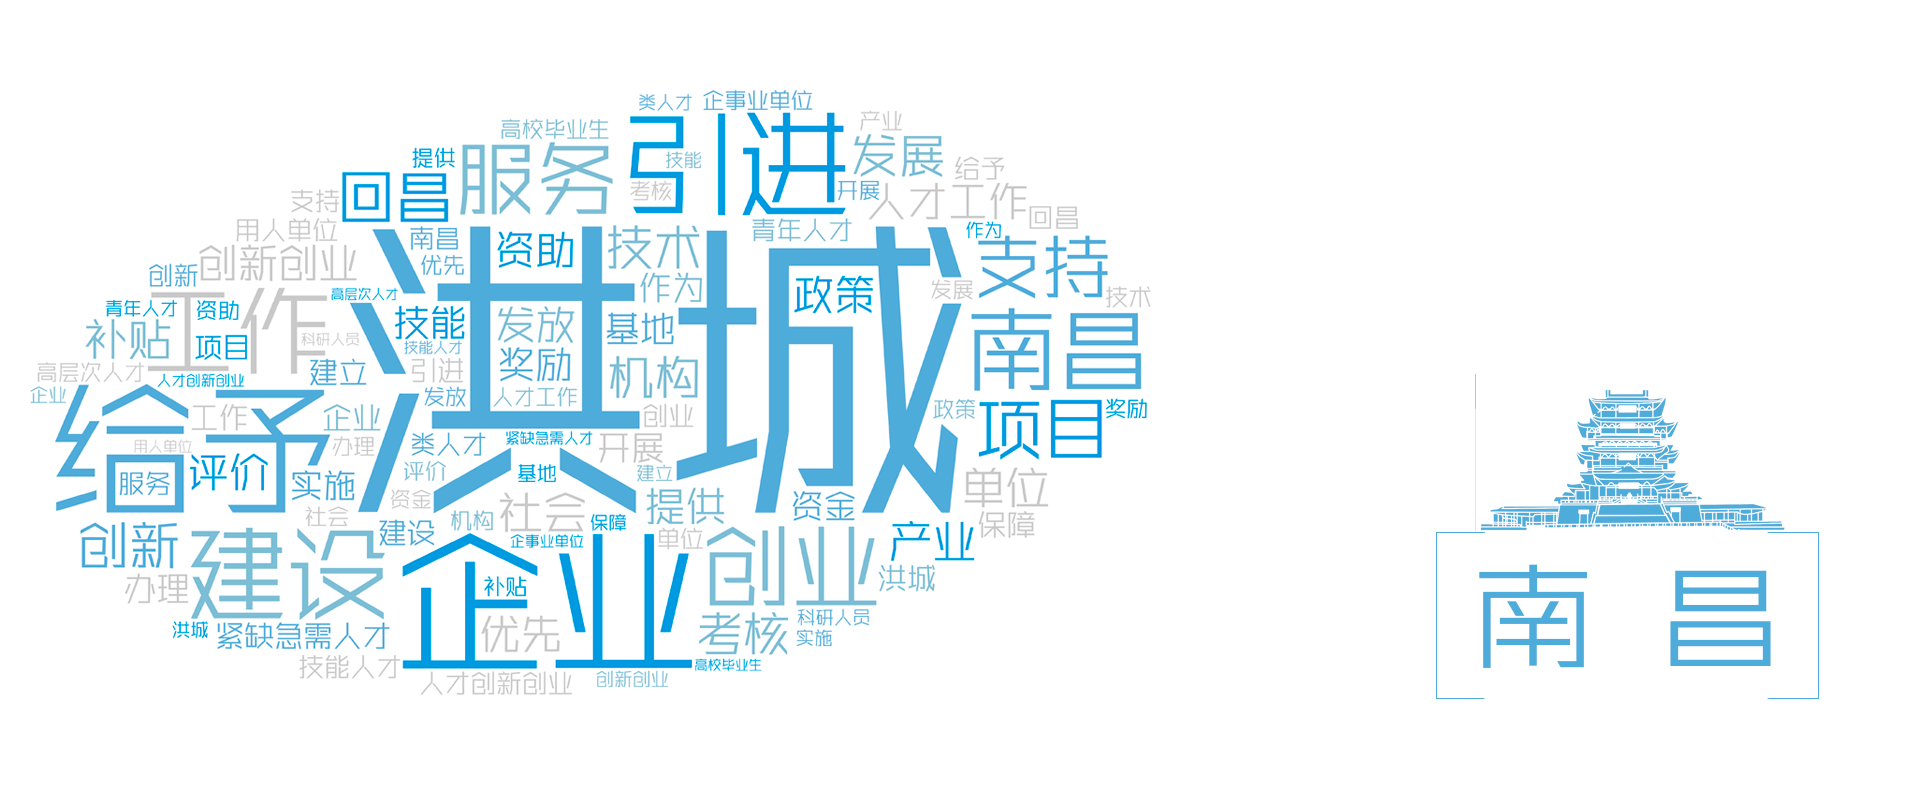 类人才 企事业单位
高校毕业生 引进 产业
提供 服务 技能 发展 给予
回昌 考核 开展 人才工作 回昌
支持 用人单位 南昌 资助 技术 青年人才 作为
创新 创新创业 优先 洪城 作为 政策 支持
青年人才 资助 工作 高层次人才 发展 技术
补贴 项目 科研人员 技能 发放 基地 南昌
高层次人才 建立 技能人才 引进 奖励 机构
企业 人才创新创业 发放 人才工作 创业 政策 项目 奖励
给予 工作 企业 类人才 紧缺急需人才 开展
用人单位 办理 评价 基地 建立
服务 评价 实施 资金 社会 提供 资金 单位
社会 机构 保障 保障
创新 建设 建设 企事业单位 单位 产业
办理 企业 补贴 创业 洪城
洪城 紧缺急需人才 优先 考核 科研人员
实施
技能人才 高校毕业生
人才创新创业 创新创业
南昌